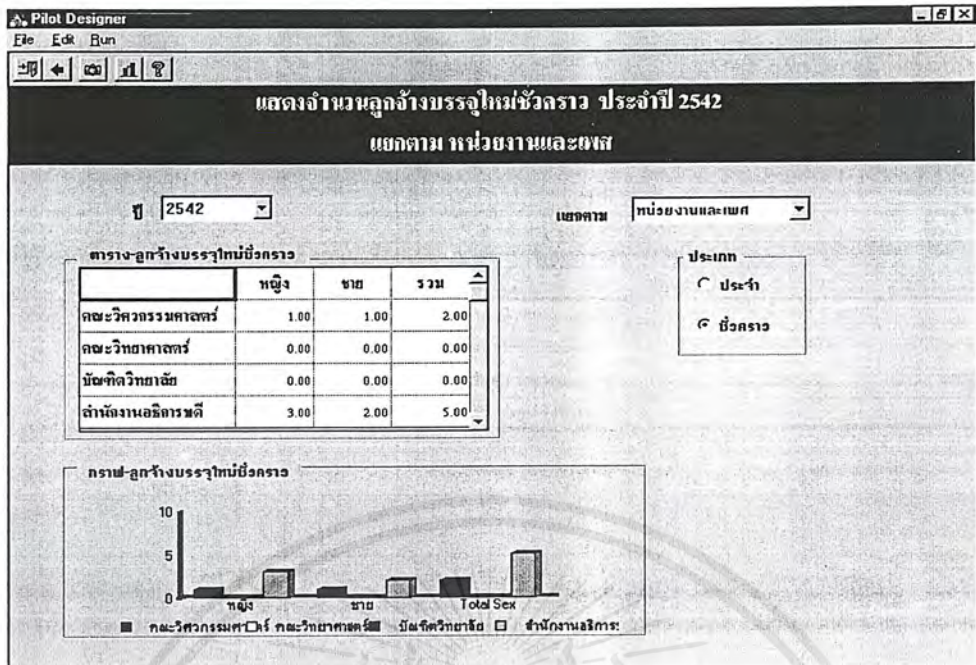 Pilot Designer
File Edit Run
แสดงจำนวนลูกจ้างบรรจุใหม่ชั่วคราว ประจำปี 2542
แยกตาม หน่วยงานและเพศ
ปี 2542
แยกตาม หน่วยงานและเพศ
ตาราง-ลูกจ้างบรรจุใหม่ชั่วคราว
หญิง ชาย รวม
คณะวิศวกรรมศาสตร์ 1.00 1.00 2.00
คณะวิทยาศาสตร์ 0.00 0.00 0.00
บัณฑิตวิทยาลัย 0.00 0.00 0.00
สำนักงานอธิการบดี 3.00 2.00 5.00
ประเภท
ประจำ
ชั่วคราว
กราฟ-ลูกจ้างบรรจุใหม่ชั่วคราว
10
5
0
หญิง ชาย Total Sex
คณะวิศวกรรมศาสตร์ คณะวิทยาศาสตร์ บัณฑิตวิทยาลัย สำนักงานอธิการ